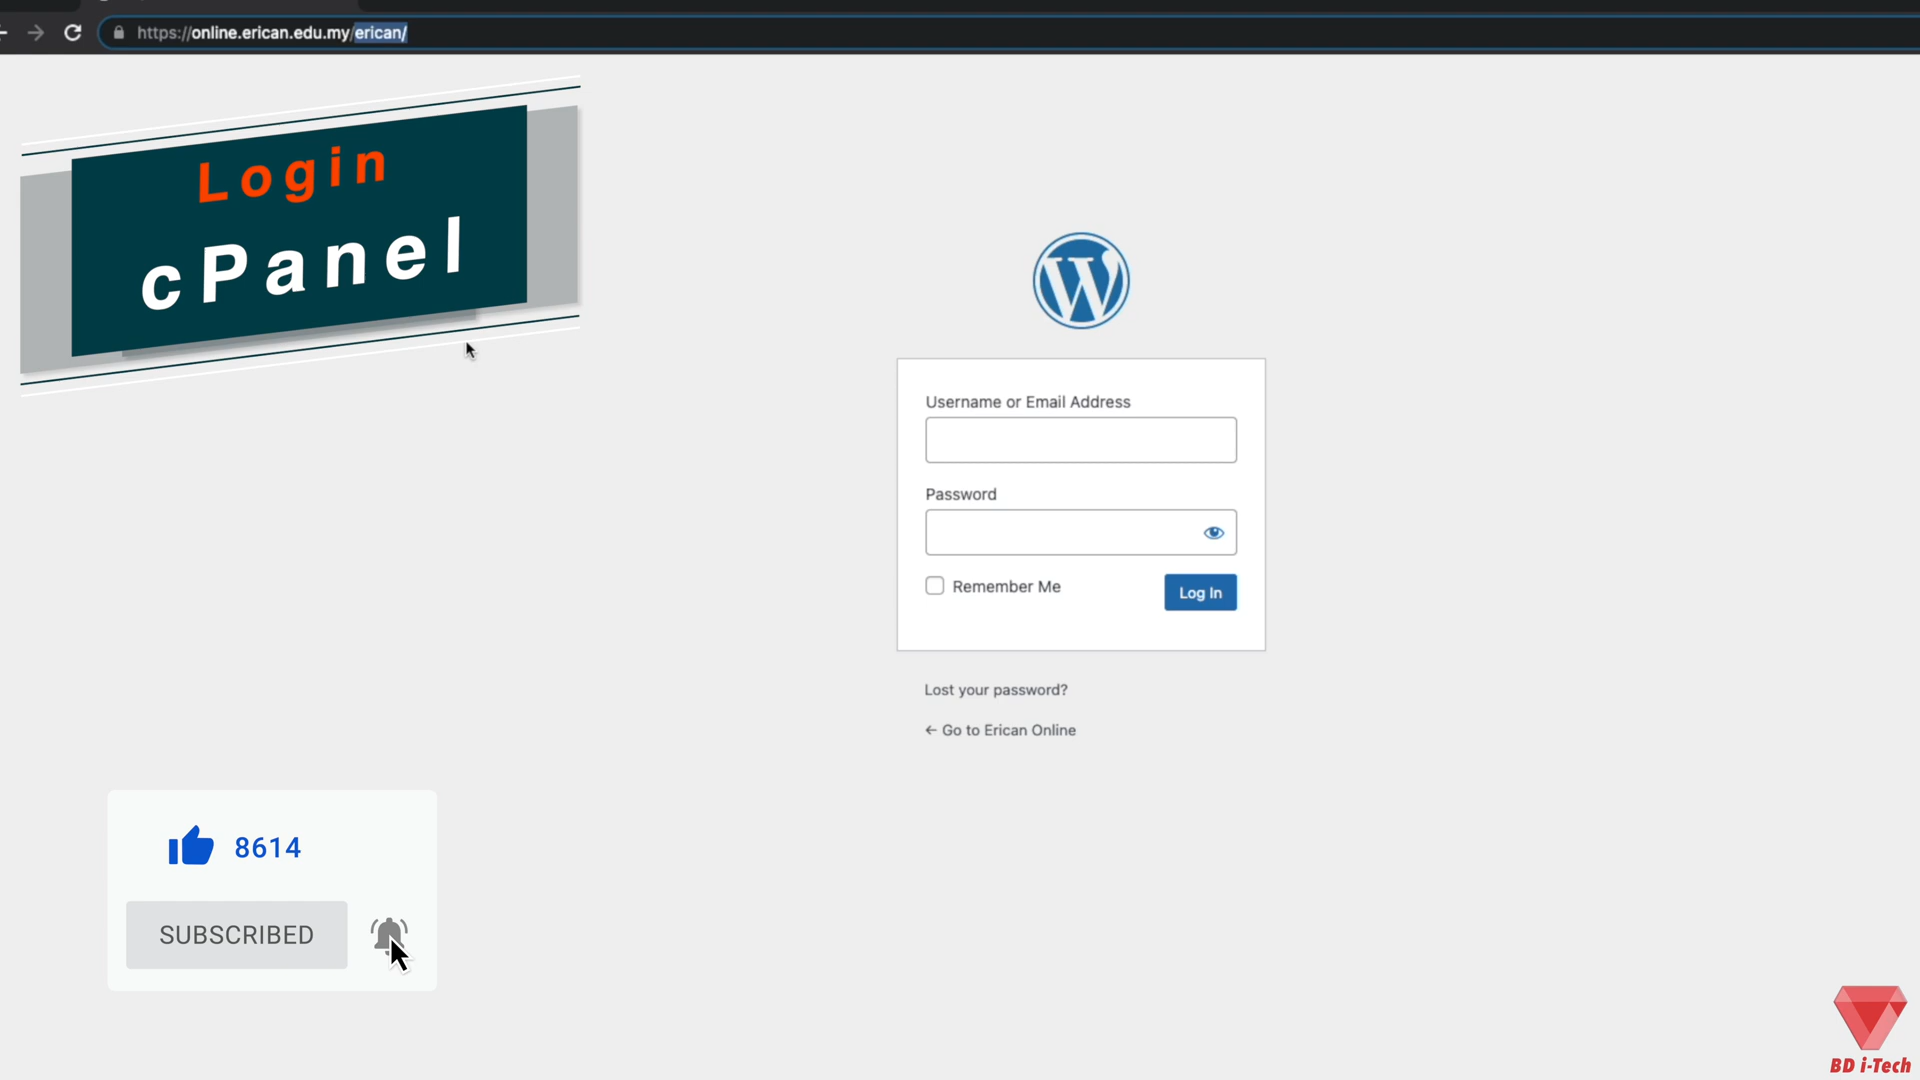 https://online.erican.edu.my/erican/
Login
cPanel
Username or Email Address
Password
Remember Me
Log In
Lost your password?
← Go to Erican Online
8614
SUBSCRIBED
BD i-Tech